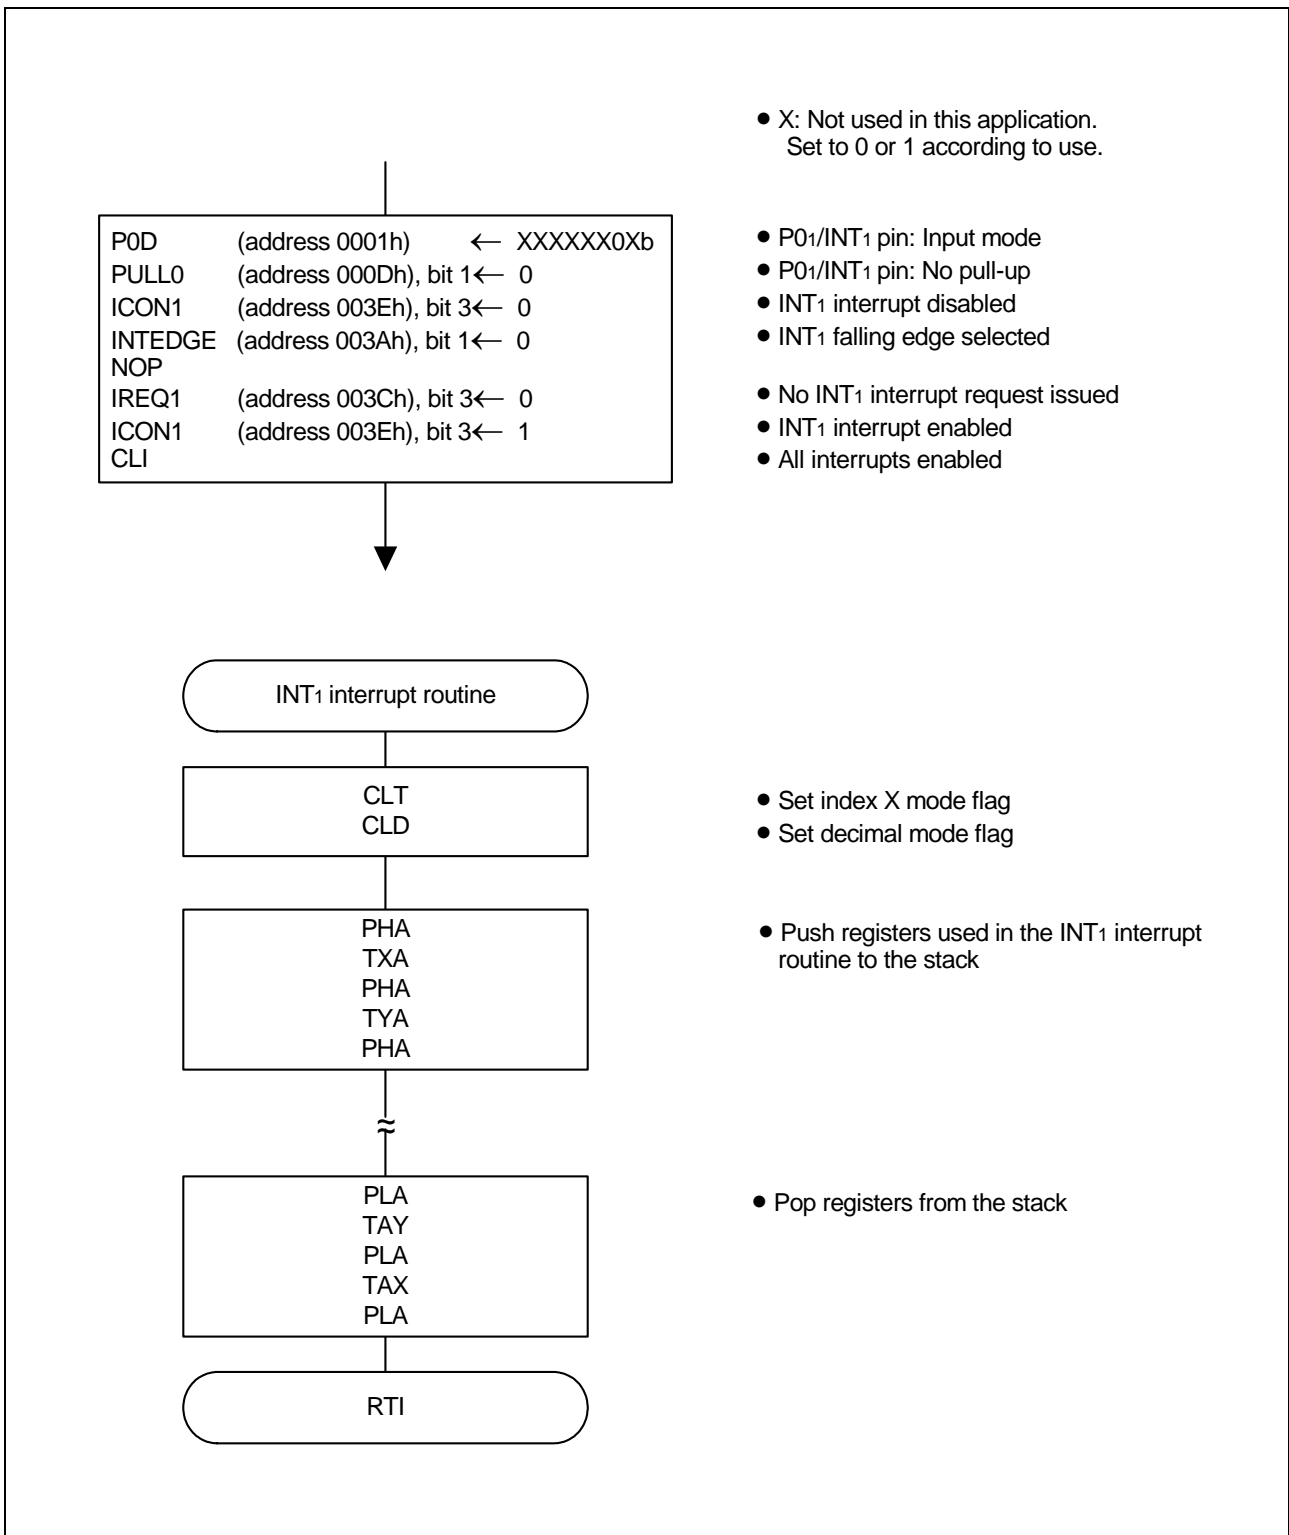 ● X: Not used in this application.
Set to 0 or 1 according to use.
P0D (address 0001h) ← XXXXXX0Xb
PULL0 (address 000Dh), bit 1← 0
ICON1 (address 003Eh), bit 3← 0
INTEDGE (address 003Ah), bit 1← 0
NOP
IREQ1 (address 003Ch), bit 3← 0
ICON1 (address 003Eh), bit 3← 1
CLI
● P01/INT1 pin: Input mode
● P01/INT1 pin: No pull-up
● INT1 interrupt disabled
● INT1 falling edge selected
● No INT1 interrupt request issued
● INT1 interrupt enabled
● All interrupts enabled
INT1 interrupt routine
CLT
CLD
● Set index X mode flag
● Set decimal mode flag
PHA
TXA
PHA
TYA
PHA
● Push registers used in the INT1 interrupt
routine to the stack
≈
PLA
TAY
PLA
TAX
PLA
● Pop registers from the stack
RTI